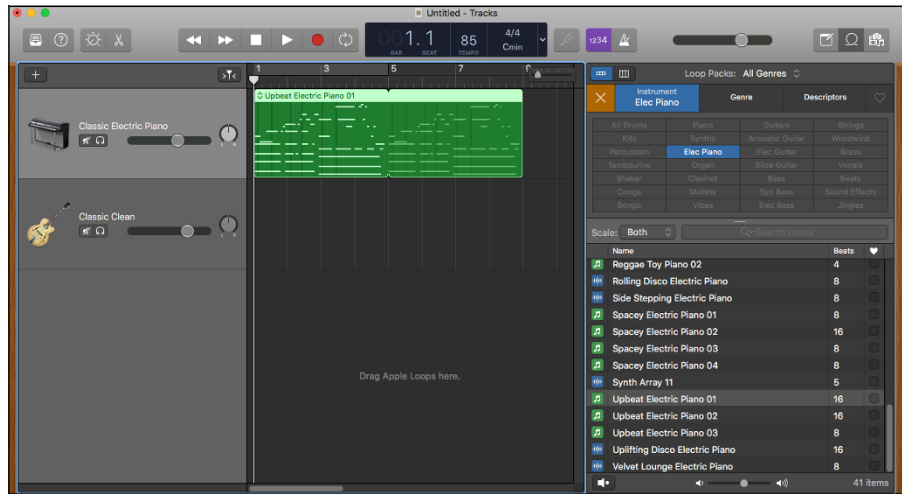 Untitled - Tracks
1234
001.1
BAR BEAT
85
TEMPO
4/4
Cmin
1 3 5 7 9
Upbeat Electric Piano 01
Classic Electric Piano
L R
Classic Clean
L R
Drag Apple Loops here.
Loop Packs: All Genres
Instrument
Elec Piano
Genre
Descriptors
All Drums Piano Guitars Strings
Kits Synths Acoustic Guitar Woodwind
Percussion Elec Piano Elec Guitar Brass
Tambourine Organ Slide Guitar Vocals
Shaker Clavinet Bass Beats
Conga Mallets Syn Bass Sound Effects
Bongo Vibes Elec Bass Jingles
Scale: Both
Search Loops
Name Beats
Reggae Toy Piano 02 4
Rolling Disco Electric Piano 8
Side Stepping Electric Piano 8
Spacey Electric Piano 01 8
Spacey Electric Piano 02 16
Spacey Electric Piano 03 8
Spacey Electric Piano 04 8
Synth Array 11 5
Upbeat Electric Piano 01 16
Upbeat Electric Piano 02 16
Upbeat Electric Piano 03 8
Uplifting Disco Electric Piano 16
Velvet Lounge Electric Piano 8
41 items